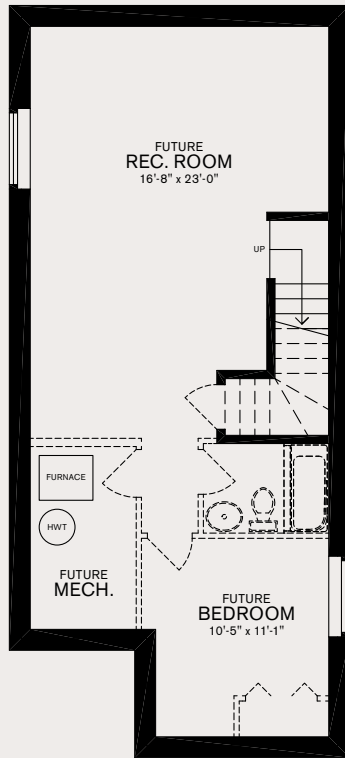 FUTURE
REC. ROOM
16'-8" x 23'-0"
UP
FURNACE
HWT
FUTURE
MECH.
FUTURE
BEDROOM
10'-5" x 11'-1"